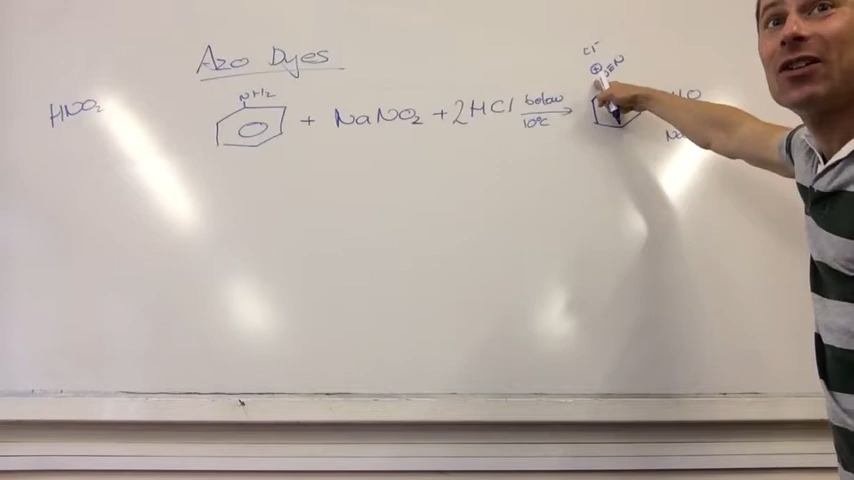 Azo Dyes
HNO₂
NH₂
+ NaNO₂ + 2HCl below 10°C →
Cl⁻
⊕ N≡N